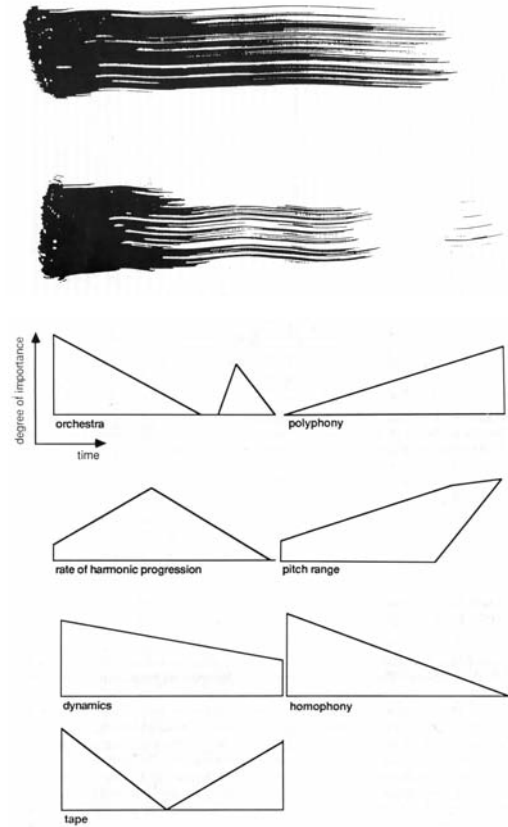 degree of importance
time
orchestra
polyphony
rate of harmonic progression
pitch range
dynamics
homophony
tape